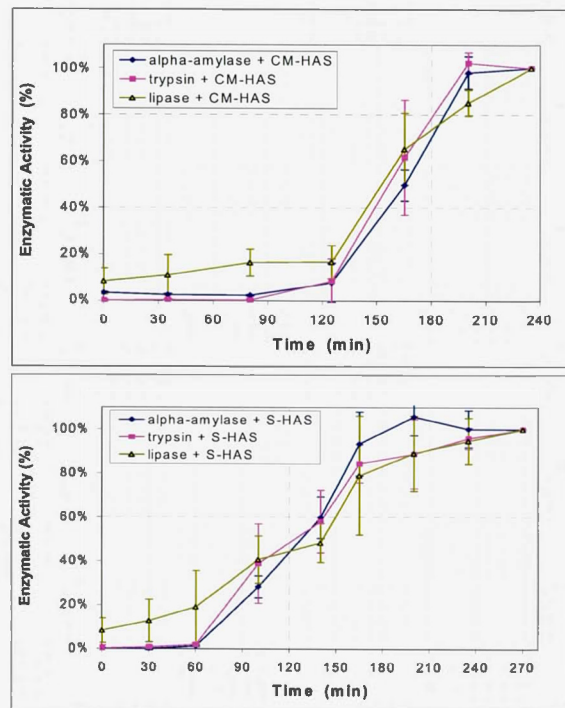 alpha-amylase + CM-HAS
trypsin + CM-HAS
lipase + CM-HAS
Enzymatic Activity (%)
100%
80%
60%
40%
20%
0%
0 30 60 90 120 150 180 210 240
Time (min)
alpha-amylase + S-HAS
trypsin + S-HAS
lipase + S-HAS
Enzymatic Activity (%)
100%
80%
60%
40%
20%
0%
0 30 60 90 120 150 180 210 240 270
Time (min)